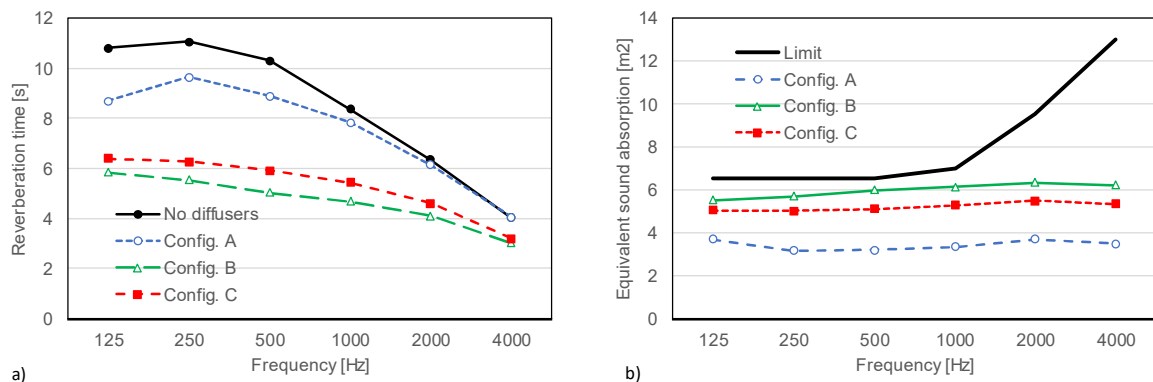 12
10
8
6
4
2
0
Reverberation time [s]
No diffusers
Config. A
Config. B
Config. C
125 250 500 1000 2000 4000
Frequency [Hz]
a)
14
12
10
8
6
4
2
0
Equivalent sound absorption [m2]
Limit
Config. A
Config. B
Config. C
125 250 500 1000 2000 4000
Frequency [Hz]
b)